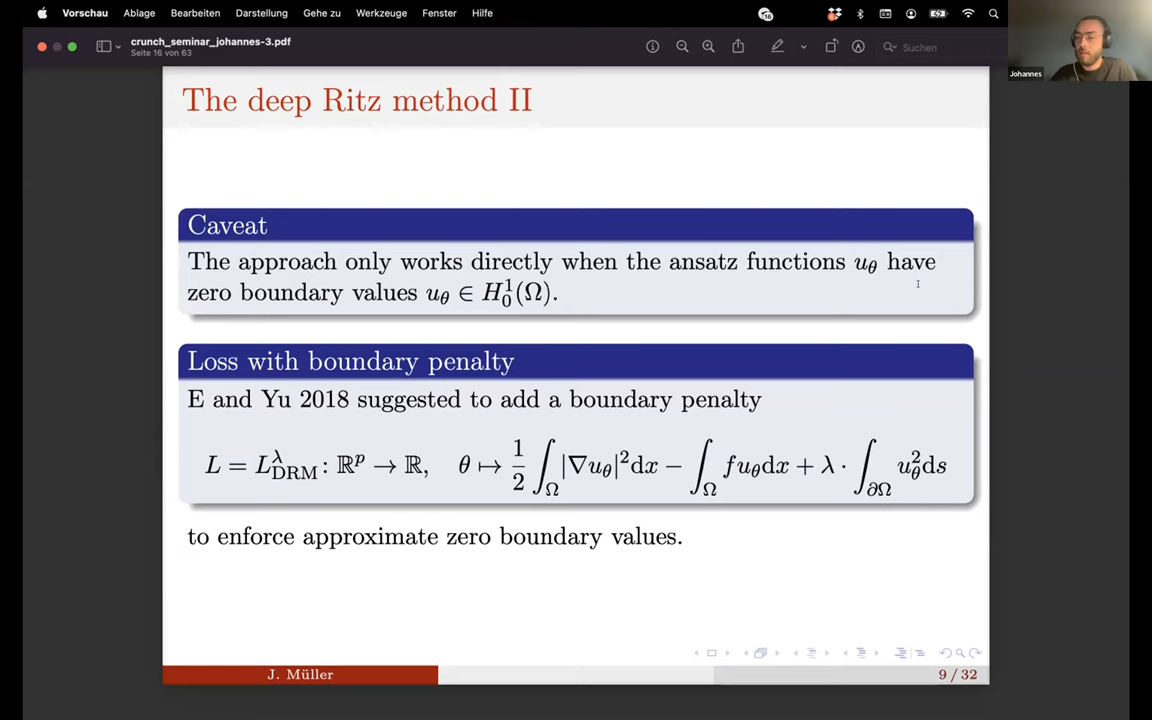 Vorschau Ablage Bearbeiten Darstellung Gehe zu Werkzeuge Fenster Hilfe
crunch_seminar_johannes-3.pdf
Seite 16 von 63
Suchen
Johannes
The deep Ritz method II
Caveat
The approach only works directly when the ansatz functions u_θ have
zero boundary values u_θ ∈ H^1_0(Ω).
Loss with boundary penalty
E and Yu 2018 suggested to add a boundary penalty
L = L^λ_DRM : ℝ^p → ℝ, θ ↦ 1/2 ∫_Ω |∇u_θ|^2 dx − ∫_Ω f u_θ dx + λ · ∫_∂Ω u_θ^2 ds
to enforce approximate zero boundary values.
J. Müller
9 / 32